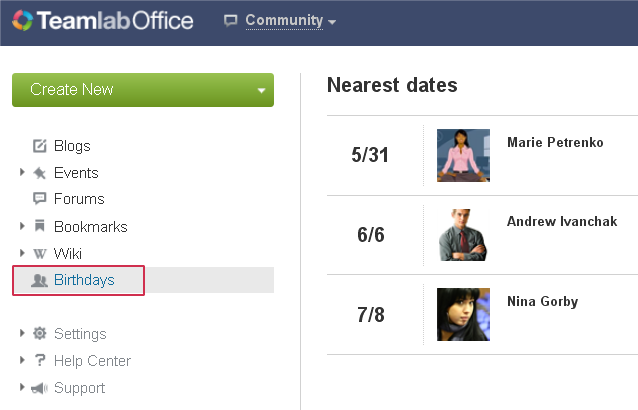 TeamlabOffice
Community
Create New
Blogs
Events
Forums
Bookmarks
Wiki
Birthdays
Settings
Help Center
Support
Nearest dates
5/31
Marie Petrenko
6/6
Andrew Ivanchak
7/8
Nina Gorby